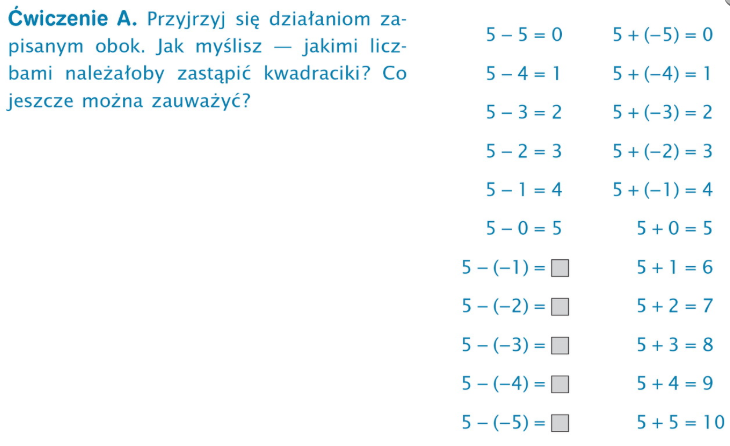 Ćwiczenie A. Przyjrzyj się działaniom za-
pisanym obok. Jak myślisz — jakimi licz-
bami należałoby zastąpić kwadraciki? Co
jeszcze można zauważyć?
5 – 5 = 0 5 + (–5) = 0
5 – 4 = 1 5 + (–4) = 1
5 – 3 = 2 5 + (–3) = 2
5 – 2 = 3 5 + (–2) = 3
5 – 1 = 4 5 + (–1) = 4
5 – 0 = 5 5 + 0 = 5
5 – (–1) = □ 5 + 1 = 6
5 – (–2) = □ 5 + 2 = 7
5 – (–3) = □ 5 + 3 = 8
5 – (–4) = □ 5 + 4 = 9
5 – (–5) = □ 5 + 5 = 10